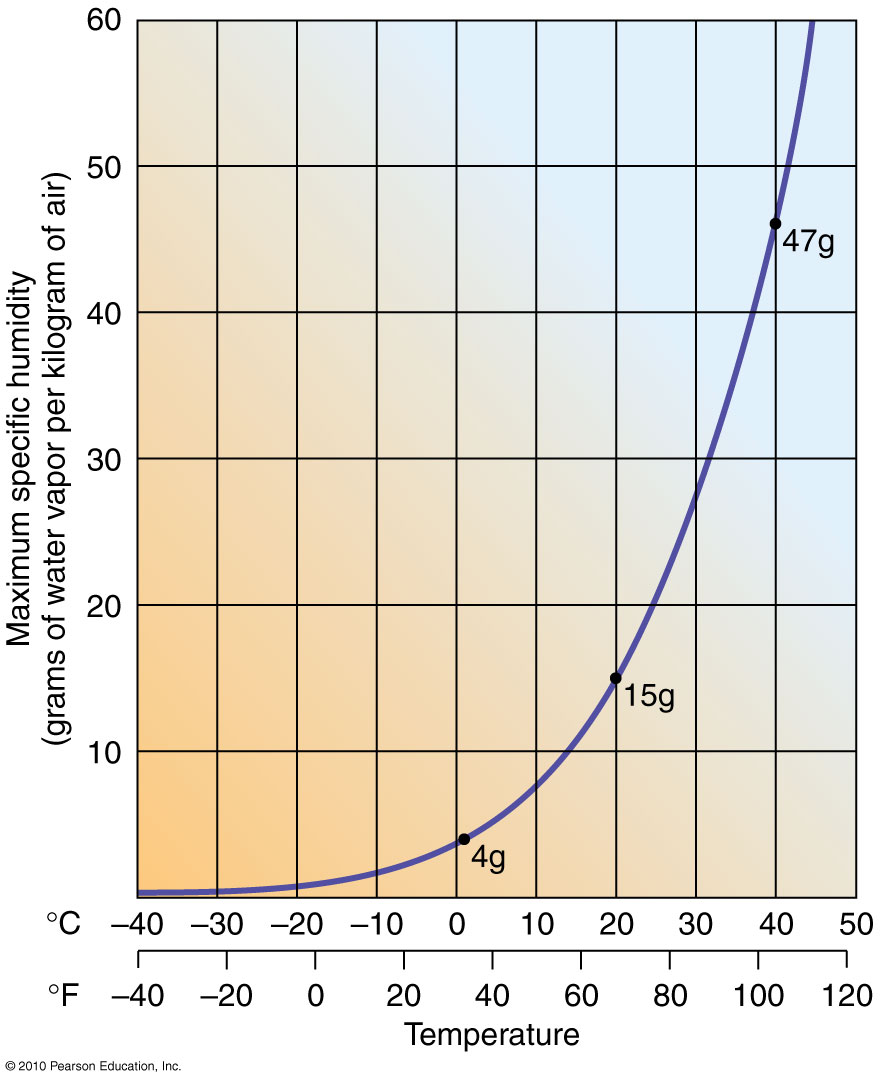 Maximum specific humidity
(grams of water vapor per kilogram of air)
60
50
40
30
20
10
47g
15g
4g
°C –40 –30 –20 –10 0 10 20 30 40 50
°F –40 –20 0 20 40 60 80 100 120
Temperature
© 2010 Pearson Education, Inc.